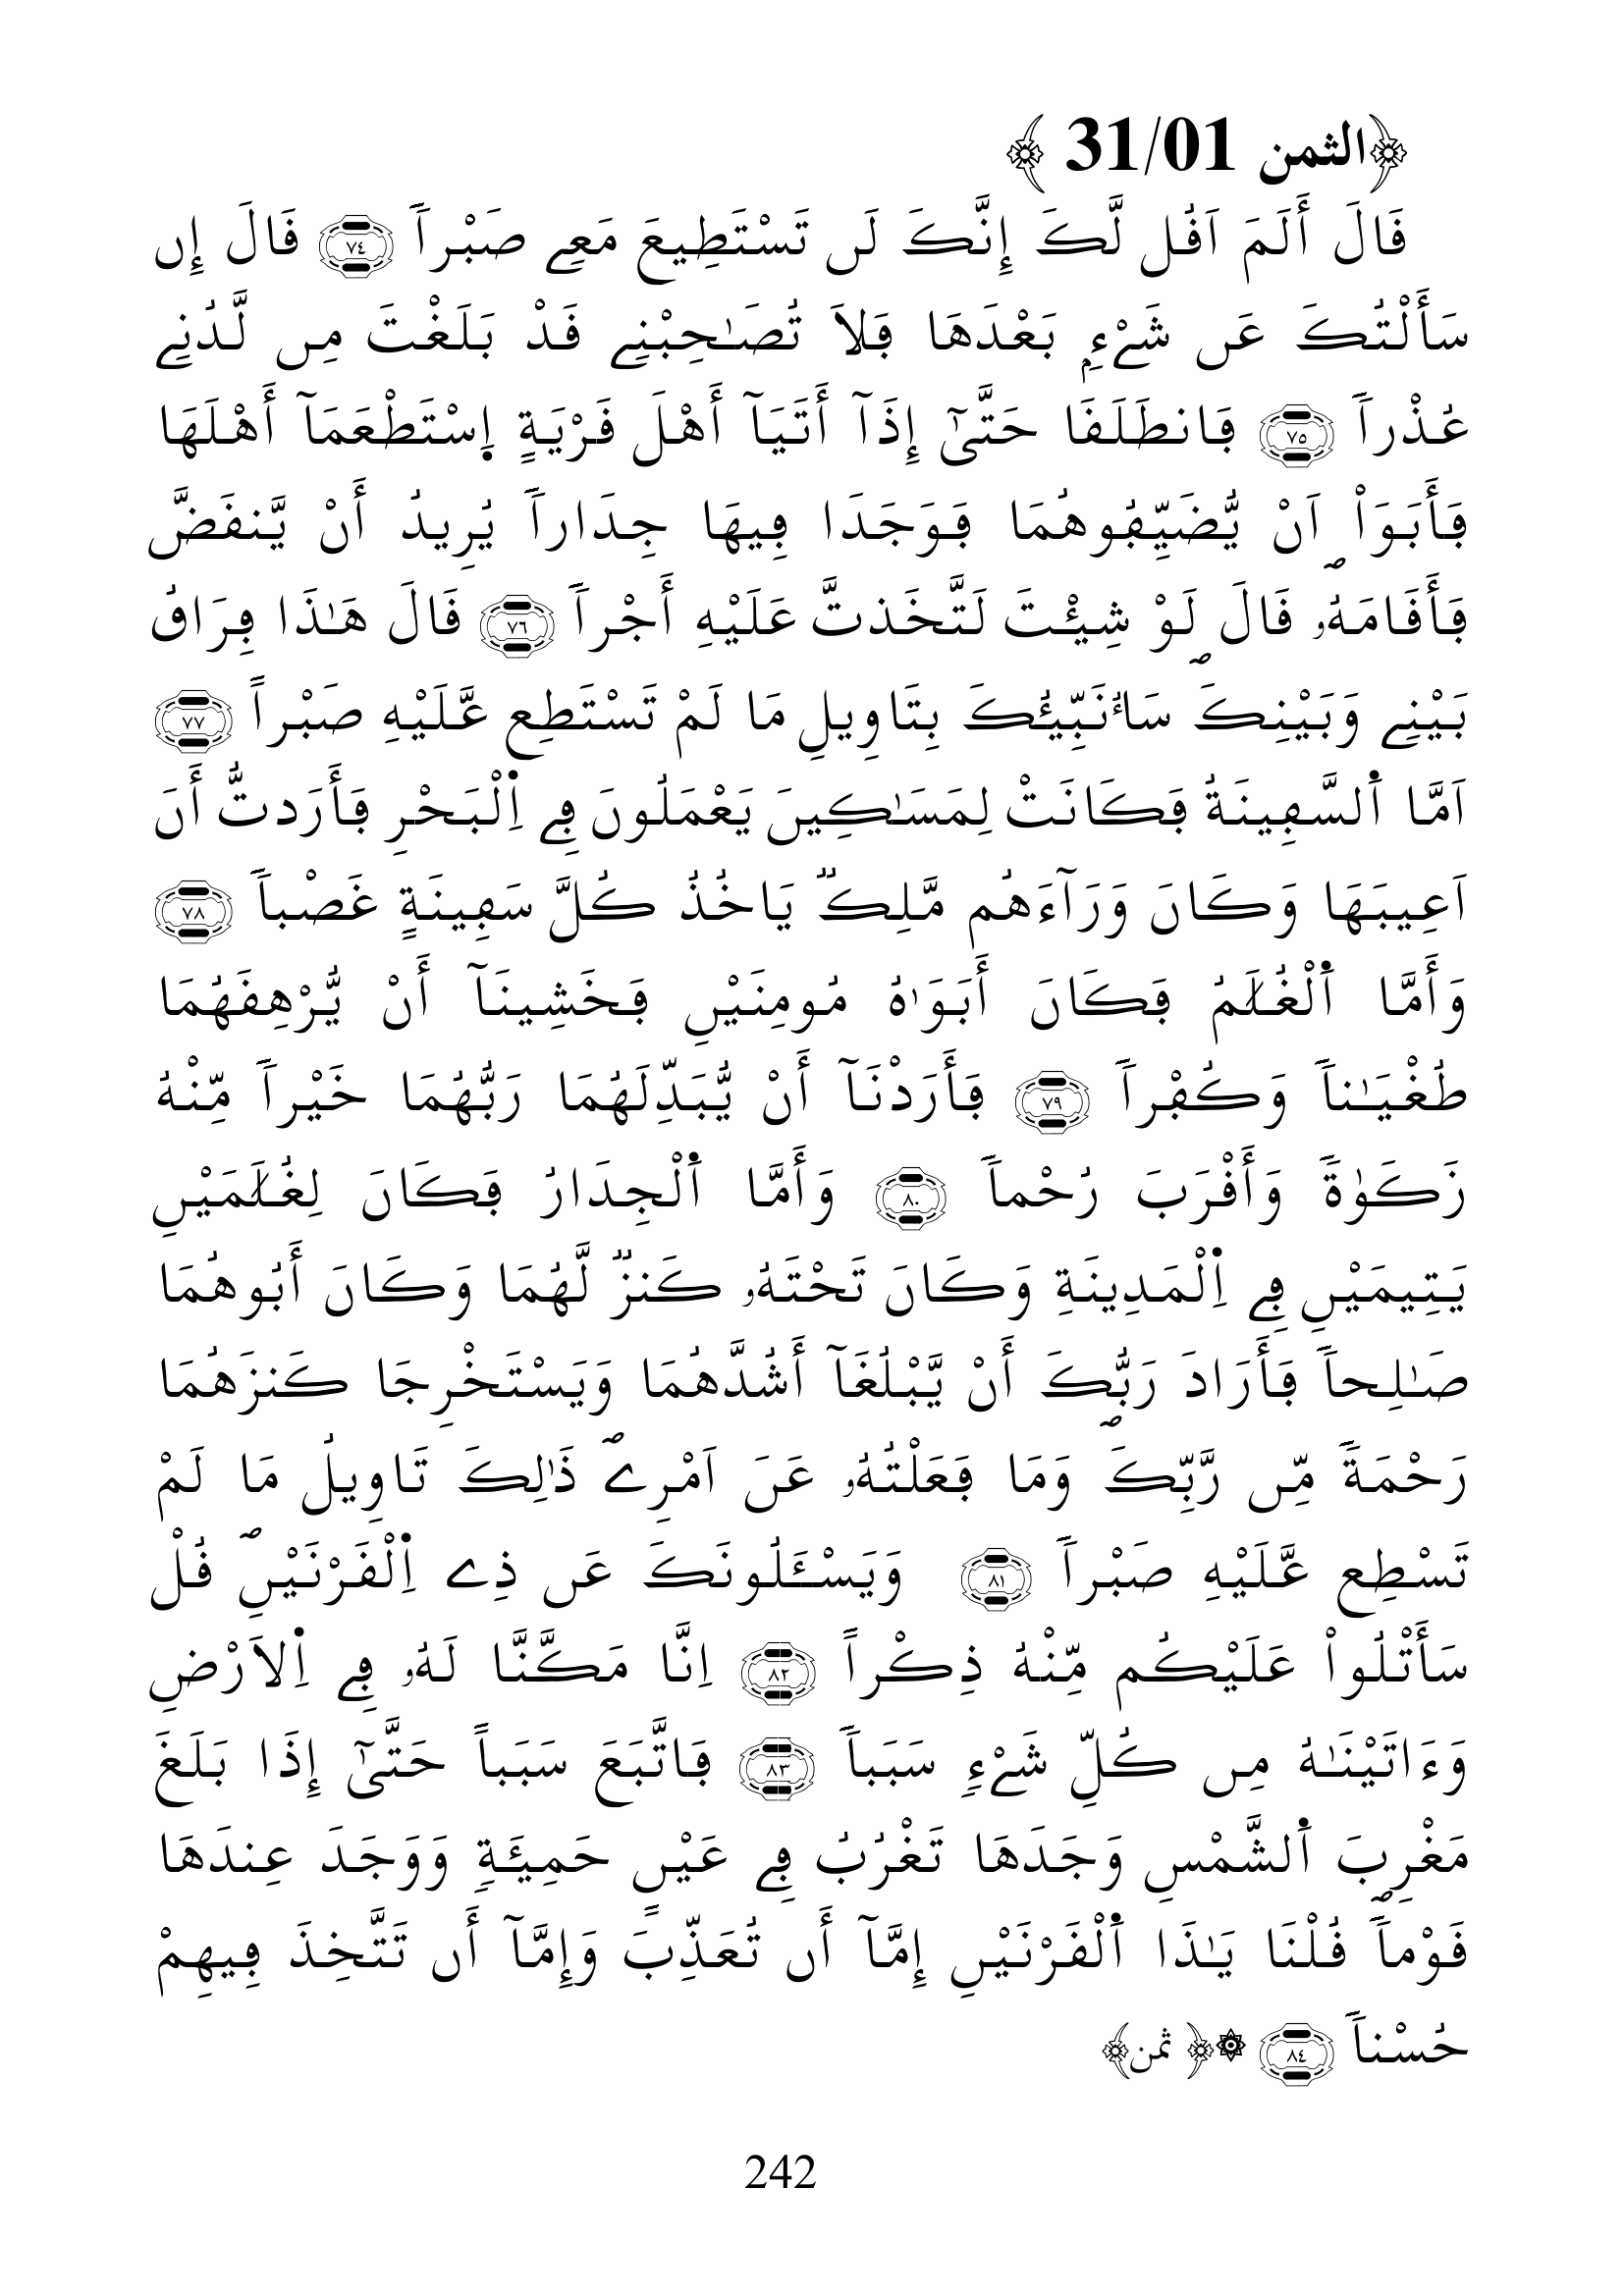 ﴿الثمن 31/01 ﴾
قَالَ أَلَمَ اَقُل لَّكَ إِنَّكَ لَن تَسْتَطِيعَ مَعِے صَبْراٗ ٧٤ قَالَ إِن
سَأَلْتُكَ عَن شَےْءِۢ بَعْدَهَا فَلاَ تُصَٰحِبْنِے قَدْ بَلَغْتَ مِن لَّدُنِے
عُذْراٗ ٧٥ فَانطَلَقَا حَتَّىٰٓ إِذَآ أَتَيَآ أَهْلَ قَرْيَةٍ اِ۪سْتَطْعَمَآ أَهْلَهَا
فَأَبَوَاْ اَنْ يُّضَيِّفُوهُمَا فَوَجَدَا فِيهَا جِدَاراٗ يُرِيدُ أَنْ يَّنقَضَّ
فَأَقَامَهُۥ قَالَ لَوْ شِئْتَ لَتَّخَذتَّ عَلَيْهِ أَجْراٗ ٧٦ قَالَ هَٰذَا فِرَاقُ
بَيْنِے وَبَيْنِكَ سَأُنَبِّئُكَ بِتَاوِيلِ مَا لَمْ تَسْتَطِع عَّلَيْهِ صَبْراًۖ ٧٧
اَمَّا اَ۬لسَّفِينَةُ فَكَانَتْ لِمَسَٰكِينَ يَعْمَلُونَ فِے اِ۬لْبَحْرِ فَأَرَدتُّ أَنَ
اَعِيبَهَا وَكَانَ وَرَآءَهُم مَّلِكٞ يَاخُذُ كُلَّ سَفِينَةٍ غَصْباٗ ٧٨
وَأَمَّا اَ۬لْغُلَٰمُ فَكَانَ أَبَوَٰهُ مُومِنَيْنِ فَخَشِينَآ أَنْ يُّرْهِقَهُمَا
طُغْيَٰناٗ وَكُفْراٗ ٧٩ فَأَرَدْنَآ أَنْ يُّبَدِّلَهُمَا رَبُّهُمَا خَيْراٗ مِّنْهُ
زَكَوٰةٗ وَأَقْرَبَ رُحْماٗ ٨٠ وَأَمَّا اَ۬لْجِدَارُ فَكَانَ لِغُلَٰمَيْنِ
يَتِيمَيْنِ فِے اِ۬لْمَدِينَةِ وَكَانَ تَحْتَهُۥ كَنزٞ لَّهُمَا وَكَانَ أَبُوهُمَا
صَٰلِحاٗ فَأَرَادَ رَبُّكَ أَنْ يَّبْلُغَآ أَشُدَّهُمَا وَيَسْتَخْرِجَا كَنزَهُمَا
رَحْمَةٗ مِّن رَّبِّكَۖ وَمَا فَعَلْتُهُۥ عَنَ اَمْرِےۖ ذَٰلِكَ تَاوِيلُ مَا لَمْ
تَسْطِع عَّلَيْهِ صَبْراٗ ٨١ وَيَسْـَٔلُونَكَ عَن ذِے اِ۬لْقَرْنَيْنِۖ قُلْ
سَأَتْلُواْ عَلَيْكُم مِّنْهُ ذِكْراًۖ ٨٢ اِنَّا مَكَّنَّا لَهُۥ فِے اِ۬لاَرْضِ
وَءَاتَيْنَٰهُ مِن كُلِّ شَےْءٖ سَبَباٗ ٨٣ فَاتَّبَعَ سَبَباً حَتَّىٰٓ إِذَا بَلَغَ
مَغْرِبَ اَ۬لشَّمْسِ وَجَدَهَا تَغْرُبُ فِے عَيْنٍ حَمِئَةٖ وَوَجَدَ عِندَهَا
قَوْماٗۖ قُلْنَا يَٰذَا اَ۬لْقَرْنَيْنِ إِمَّآ أَن تُعَذِّبَ وَإِمَّآ أَن تَتَّخِذَ فِيهِمْ
حُسْناٗ ٨٤ ۞﴿ ثمن﴾
242